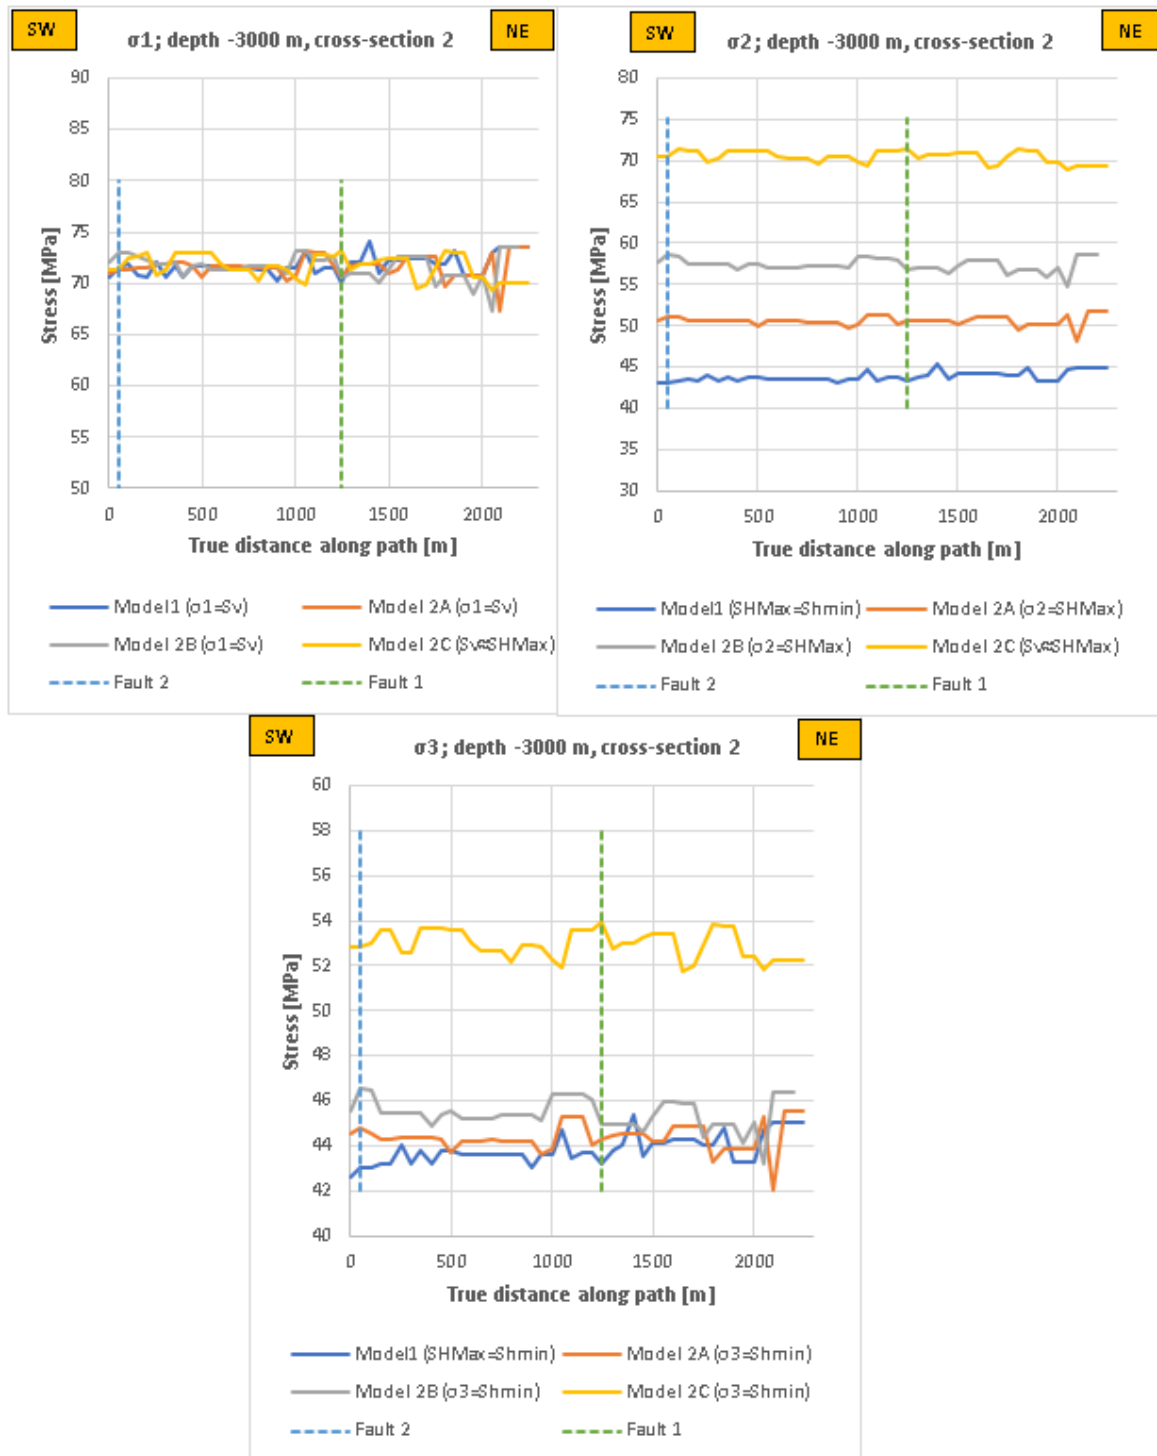 SW
σ1; depth -3000 m, cross-section 2
NE
90
85
80
75
70
65
60
55
50
Stress [MPa]
0 500 1000 1500 2000
True distance along path [m]
Model1 (σ1=Sv) Model 2A (σ1=Sv)
Model 2B (σ1=Sv) Model 2C (Sv≈SHMax)
Fault 2 Fault 1
SW
σ2; depth -3000 m, cross-section 2
NE
80
75
70
65
60
55
50
45
40
35
30
Stress [MPa]
0 500 1000 1500 2000
True distance along path [m]
Model1 (SHMax=Shmin) Model 2A (σ2=SHMax)
Model 2B (σ2=SHMax) Model 2C (Sv≈SHMax)
Fault 2 Fault 1
SW
σ3; depth -3000 m, cross-section 2
NE
60
58
56
54
52
50
48
46
44
42
40
Stress [MPa]
0 500 1000 1500 2000
True distance along path [m]
Model1 (SHMax=Shmin) Model 2A (σ3=Shmin)
Model 2B (σ3=Shmin) Model 2C (σ3=Shmin)
Fault 2 Fault 1